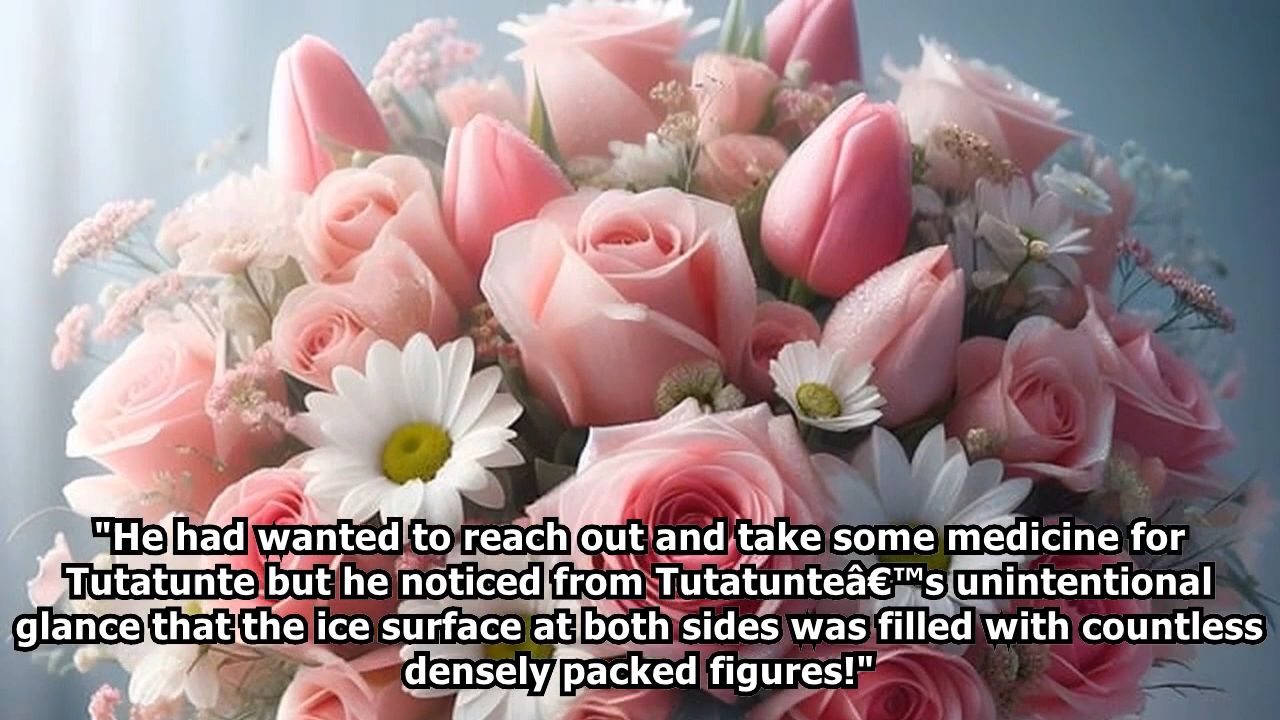 "He had wanted to reach out and take some medicine for
Tutatunte but he noticed from Tutatunteâ€™s unintentional
glance that the ice surface at both sides was filled with countless
densely packed figures!"